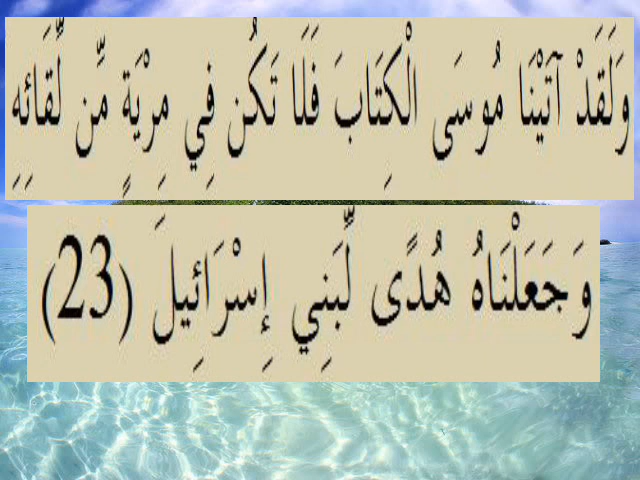 وَلَقَدْ آتَيْنَا مُوسَى الْكِتَابَ فَلَا تَكُن فِي مِرْيَةٍ مِّن لِّقَائِهِ
وَجَعَلْنَاهُ هُدًى لِّبَنِي إِسْرَائِيلَ (23)